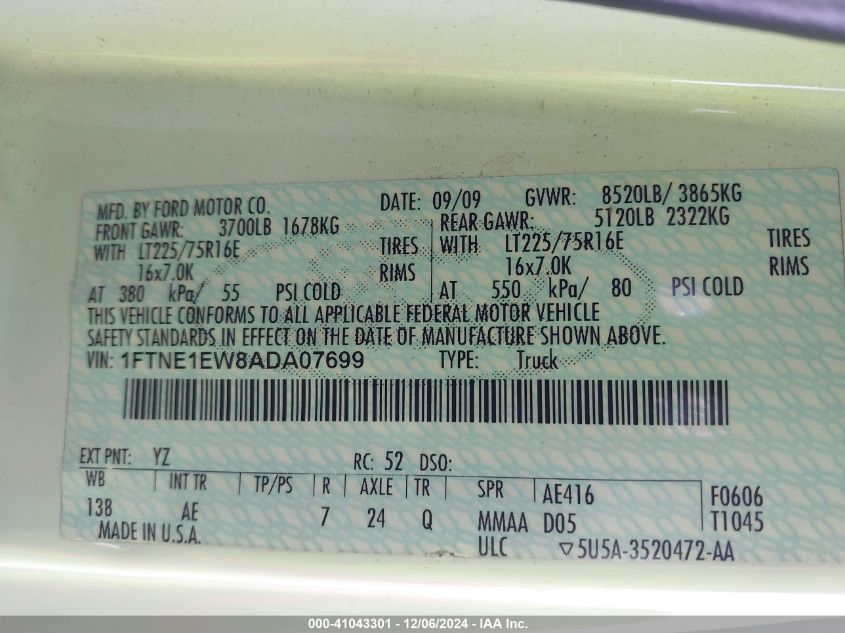 MFD. BY FORD MOTOR CO. DATE: 09/09 GVWR: 8520LB/ 3865KG
FRONT GAWR: 3700LB 1678KG REAR GAWR: 5120LB 2322KG
WITH LT225/75R16E TIRES WITH LT225/75R16E TIRES
16x7.0K RIMS 16x7.0K RIMS
AT 380 kPa/ 55 PSI COLD AT 550 kPa/ 80 PSI COLD
THIS VEHICLE CONFORMS TO ALL APPLICABLE FEDERAL MOTOR VEHICLE
SAFETY STANDARDS IN EFFECT ON THE DATE OF MANUFACTURE SHOWN ABOVE.
VIN: 1FTNE1EW8ADA07699 TYPE: Truck
EXT PNT: YZ RC: 52 DSO:
WB INT TR TP/PS R AXLE TR SPR AE416 F0606
138 AE 7 24 Q MMAA D05 T1045
MADE IN U.S.A. ULC ▽5U5A-3520472-AA
000-41043301 - 12/06/2024 - IAA Inc.